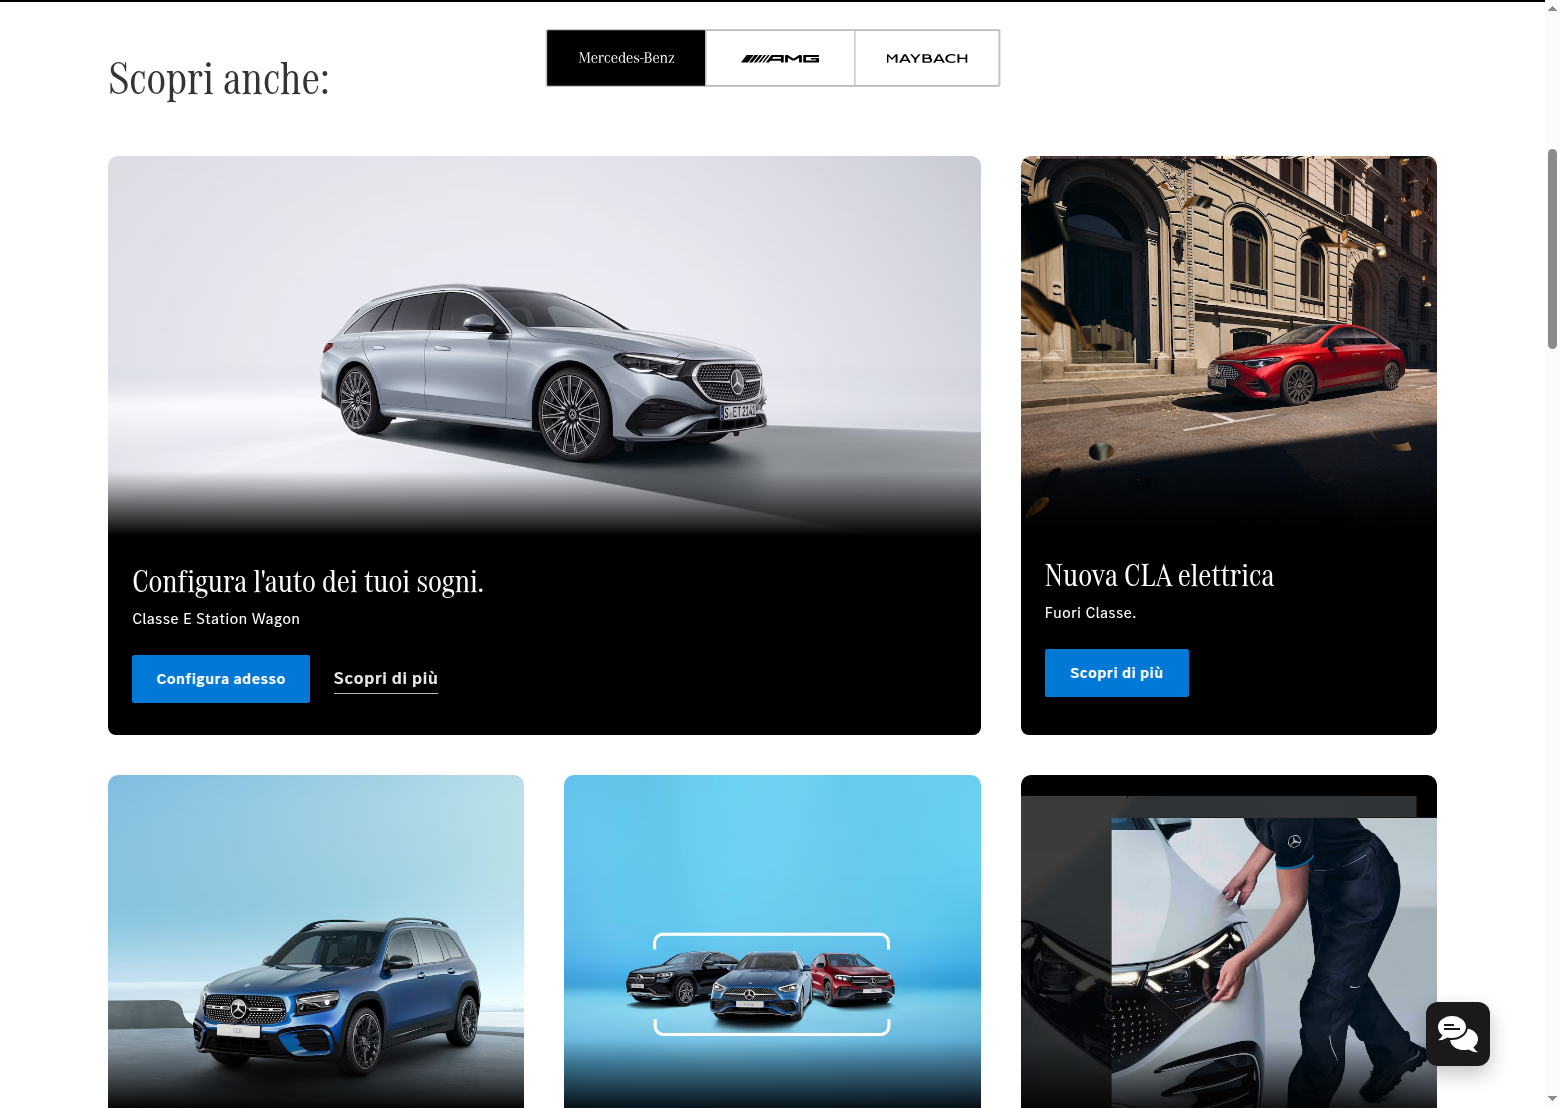 Scopri anche:
Mercedes-Benz
AMG
MAYBACH
S ET2140
Configura l'auto dei tuoi sogni.
Classe E Station Wagon
Configura adesso
Scopri di più
Nuova CLA elettrica
Fuori Classe.
Scopri di più